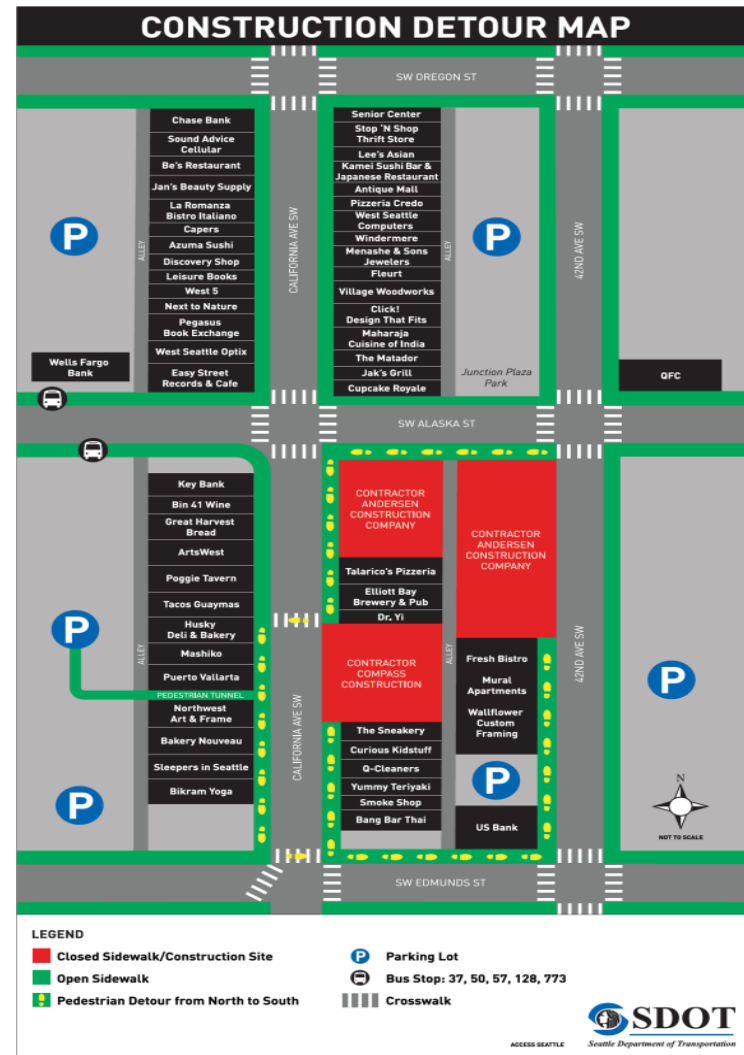 CONSTRUCTION DETOUR MAP
SW OREGON ST
Chase Bank
Sound Advice
Cellular
Be's Restaurant
Jan's Beauty Supply
La Romanza
Bistro Italiano
Capers
Azuma Sushi
Discovery Shop
Leisure Books
West 5
Next to Nature
Pegasus
Book Exchange
West Seattle Optix
Easy Street
Records & Cafe
P
ALLEY
Wells Fargo
Bank
CALIFORNIA AVE SW
Senior Center
Stop 'N Shop
Thrift Store
Lee's Asian
Kamei Sushi Bar &
Japanese Restaurant
Antique Mall
Pizzeria Credo
West Seattle
Computers
Windermere
Menashe & Sons
Jewelers
Fleurt
Village Woodworks
Click!
Design That Fits
Maharaja
Cuisine of India
The Matador
Jak's Grill
Cupcake Royale
ALLEY
P
Junction Plaza
Park
42ND AVE SW
QFC
SW ALASKA ST
Key Bank
Bin 41 Wine
Great Harvest
Bread
ArtsWest
Poggie Tavern
Tacos Guaymas
Husky
Deli & Bakery
Mashiko
Puerto Vallarta
PEDESTRIAN TUNNEL
Northwest
Art & Frame
Bakery Nouveau
Sleepers in Seattle
Bikram Yoga
P
P
ALLEY
CALIFORNIA AVE SW
CONTRACTOR
ANDERSEN
CONSTRUCTION
COMPANY
Talarico's Pizzeria
Elliott Bay
Brewery & Pub
Dr. Yi
CONTRACTOR
COMPASS
CONSTRUCTION
The Sneakery
Curious Kidstuff
Q-Cleaners
Yummy Teriyaki
Smoke Shop
Bang Bar Thai
ALLEY
CONTRACTOR
ANDERSEN
CONSTRUCTION
COMPANY
Fresh Bistro
Mural
Apartments
Wallflower
Custom
Framing
P
US Bank
42ND AVE SW
P
N
NOT TO SCALE
SW EDMUNDS ST
LEGEND
Closed Sidewalk/Construction Site
Open Sidewalk
Pedestrian Detour from North to South
P Parking Lot
Bus Stop: 37, 50, 57, 128, 773
Crosswalk
ACCESS SEATTLE
SDOT
Seattle Department of Transportation